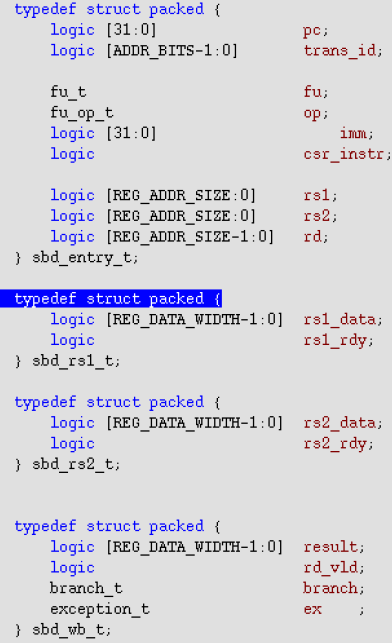 typedef struct packed {
    logic [31:0]                 pc;
    logic [ADDR_BITS-1:0]        trans_id;

    fu_t                         fu;
    fu_op_t                      op;
    logic [31:0]                     imm;
    logic                        csr_instr;

    logic [REG_ADDR_SIZE:0]      rs1;
    logic [REG_ADDR_SIZE:0]      rs2;
    logic [REG_ADDR_SIZE-1:0]    rd;
} sbd_entry_t;

typedef struct packed {
    logic [REG_DATA_WIDTH-1:0]   rs1_data;
    logic                        rs1_rdy;
} sbd_rs1_t;

typedef struct packed {
    logic [REG_DATA_WIDTH-1:0]   rs2_data;
    logic                        rs2_rdy;
} sbd_rs2_t;


typedef struct packed {
    logic [REG_DATA_WIDTH-1:0]   result;
    logic                        rd_vld;
    branch_t                     branch;
    exception_t                  ex    ;
} sbd_wb_t;